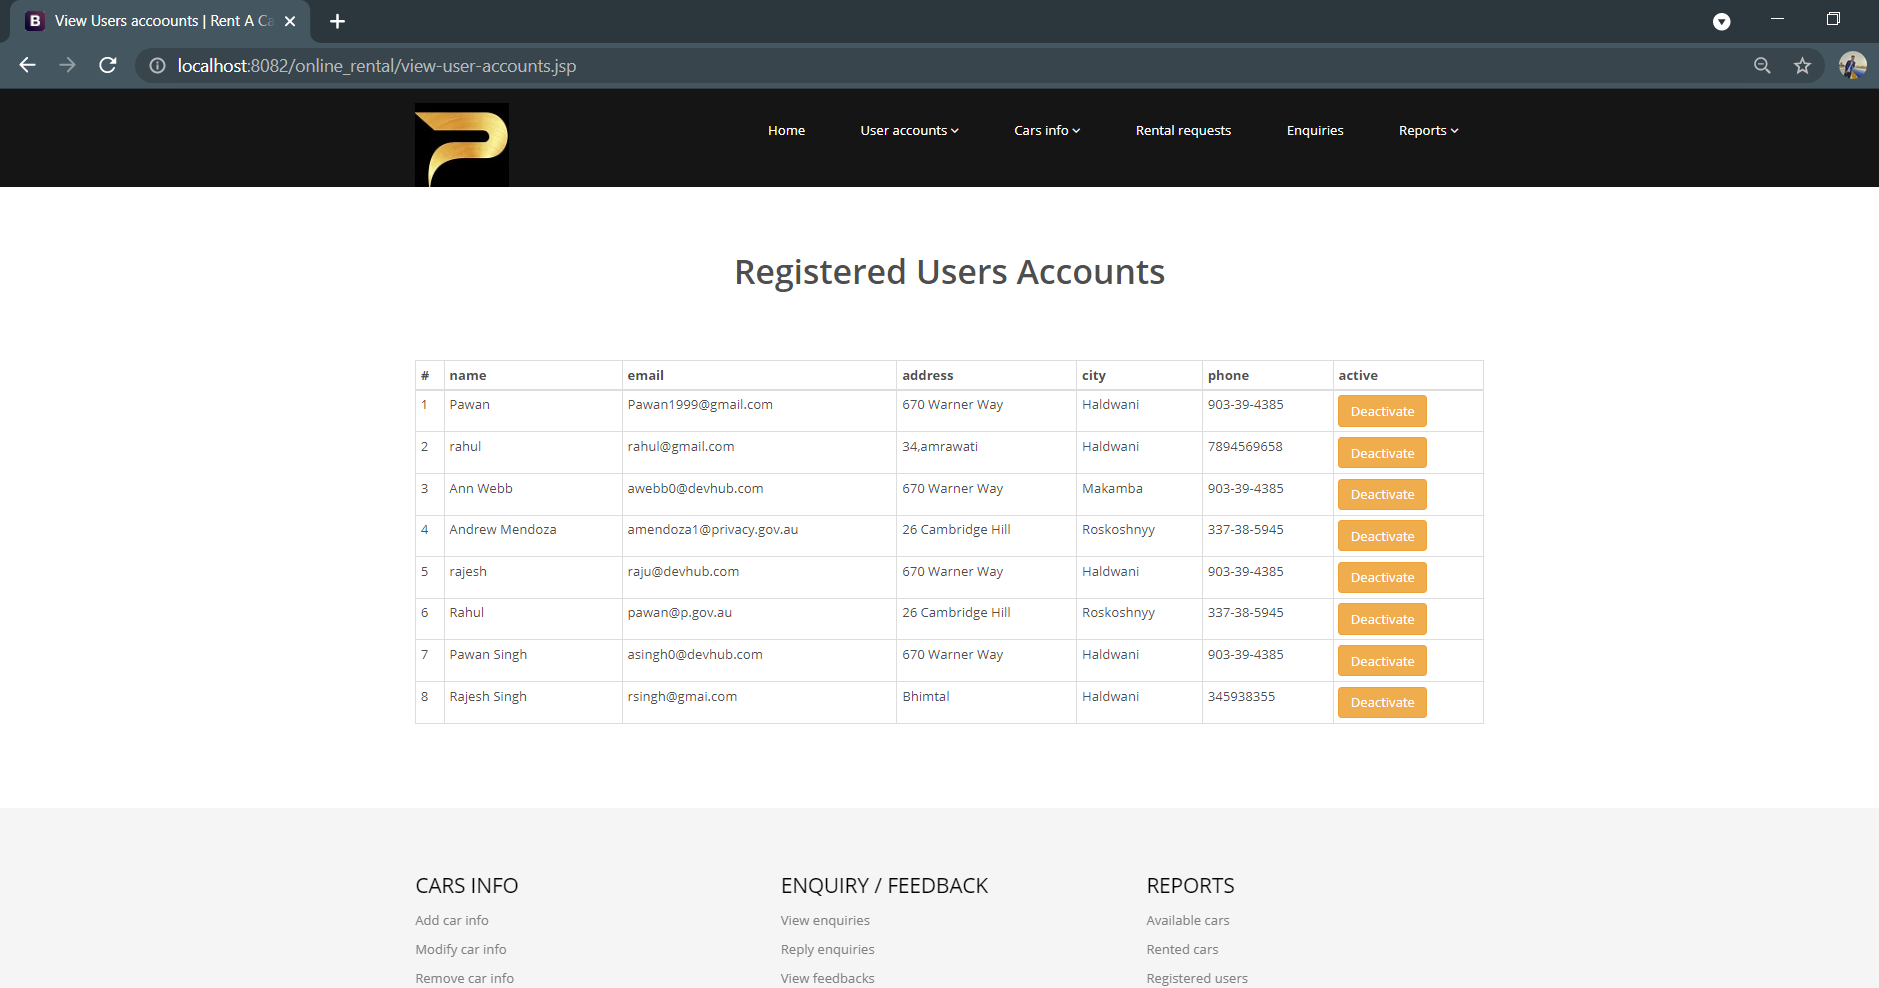 View Users accoounts | Rent A Ca
localhost:8082/online_rental/view-user-accounts.jsp
Home User accounts Cars info Rental requests Enquiries Reports
Registered Users Accounts
# name email address city phone active
1 Pawan Pawan1999@gmail.com 670 Warner Way Haldwani 903-39-4385 Deactivate
2 rahul rahul@gmail.com 34,amrawati Haldwani 7894569658 Deactivate
3 Ann Webb awebb0@devhub.com 670 Warner Way Makamba 903-39-4385 Deactivate
4 Andrew Mendoza amendoza1@privacy.gov.au 26 Cambridge Hill Roskoshnyy 337-38-5945 Deactivate
5 rajesh raju@devhub.com 670 Warner Way Haldwani 903-39-4385 Deactivate
6 Rahul pawan@p.gov.au 26 Cambridge Hill Roskoshnyy 337-38-5945 Deactivate
7 Pawan Singh asingh0@devhub.com 670 Warner Way Haldwani 903-39-4385 Deactivate
8 Rajesh Singh rsingh@gmai.com Bhimtal Haldwani 345938355 Deactivate
CARS INFO ENQUIRY / FEEDBACK REPORTS
Add car info View enquiries Available cars
Modify car info Reply enquiries Rented cars
Remove car info View feedbacks Registered users